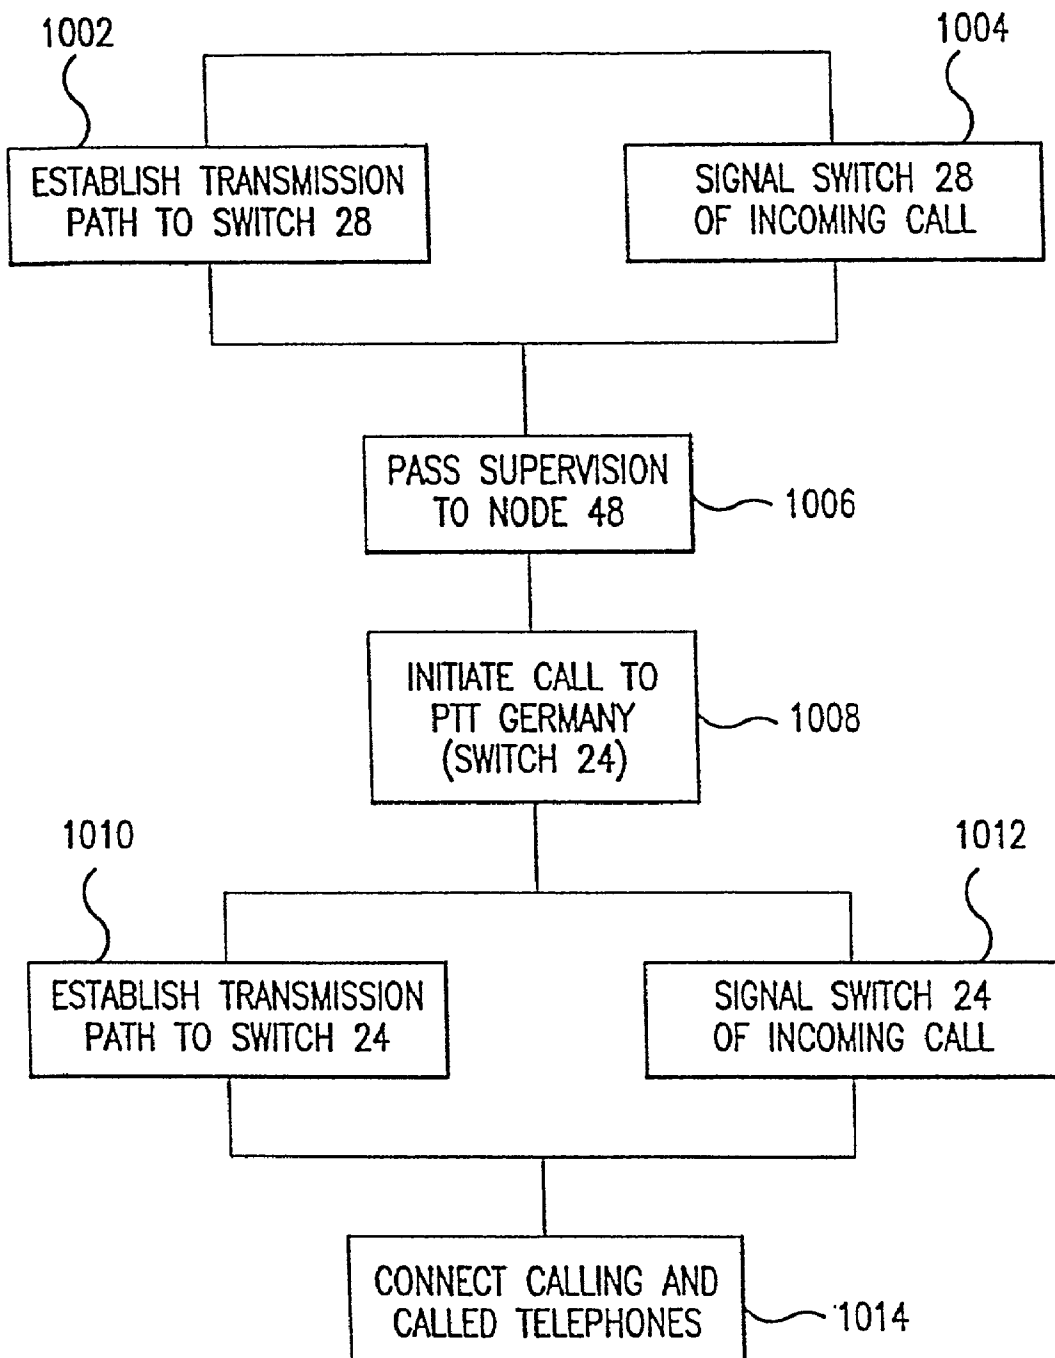 1002
1004
ESTABLISH TRANSMISSION
PATH TO SWITCH 28
SIGNAL SWITCH 28
OF INCOMING CALL
PASS SUPERVISION
TO NODE 48
1006
INITIATE CALL TO
PTT GERMANY
(SWITCH 24)
1008
1010
1012
ESTABLISH TRANSMISSION
PATH TO SWITCH 24
SIGNAL SWITCH 24
OF INCOMING CALL
CONNECT CALLING AND
CALLED TELEPHONES
1014